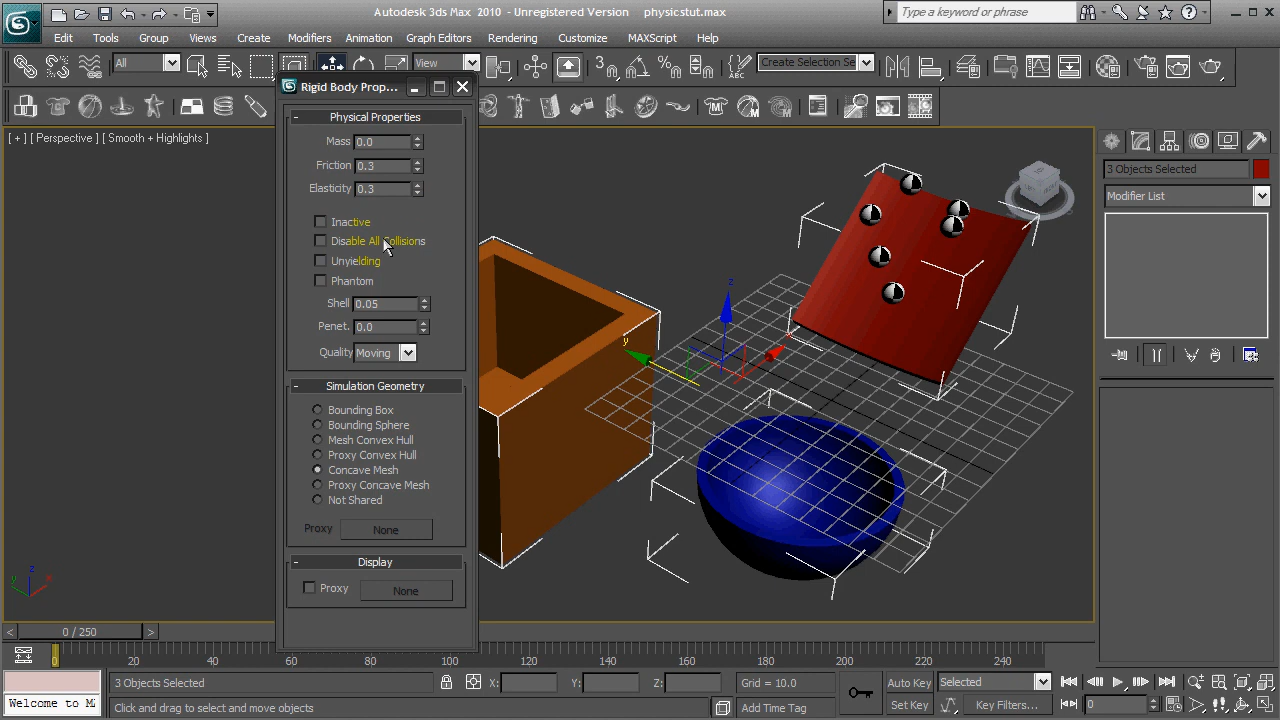 Autodesk 3ds Max 2010 - Unregistered Version physicstut.max
Type a keyword or phrase
File Edit Tools Group Views Create Modifiers Animation Graph Editors Rendering Customize MAXScript Help
All
View
Create Selection Se
Rigid Body Prop...
[ + ] [ Perspective ] [ Smooth + Highlights ]
- Physical Properties
Mass 0.0
Friction 0.3
Elasticity 0.3
Inactive
Disable All Collisions
Unyielding
Phantom
Shell 0.05
Penet. 0.0
Quality Moving
- Simulation Geometry
Bounding Box
Bounding Sphere
Mesh Convex Hull
Proxy Convex Hull
Concave Mesh
Proxy Concave Mesh
Not Shared
Proxy None
- Display
Proxy None
z
y
3 Objects Selected
Modifier List
z
y
x
< 0 / 250 >
0 20 40 60 80 100 120 140 160 180 200 220 240
3 Objects Selected X: Y: Z: Grid = 10.0 Auto Key Selected
Welcome to M Click and drag to select and move objects Add Time Tag Set Key Key Filters... 0